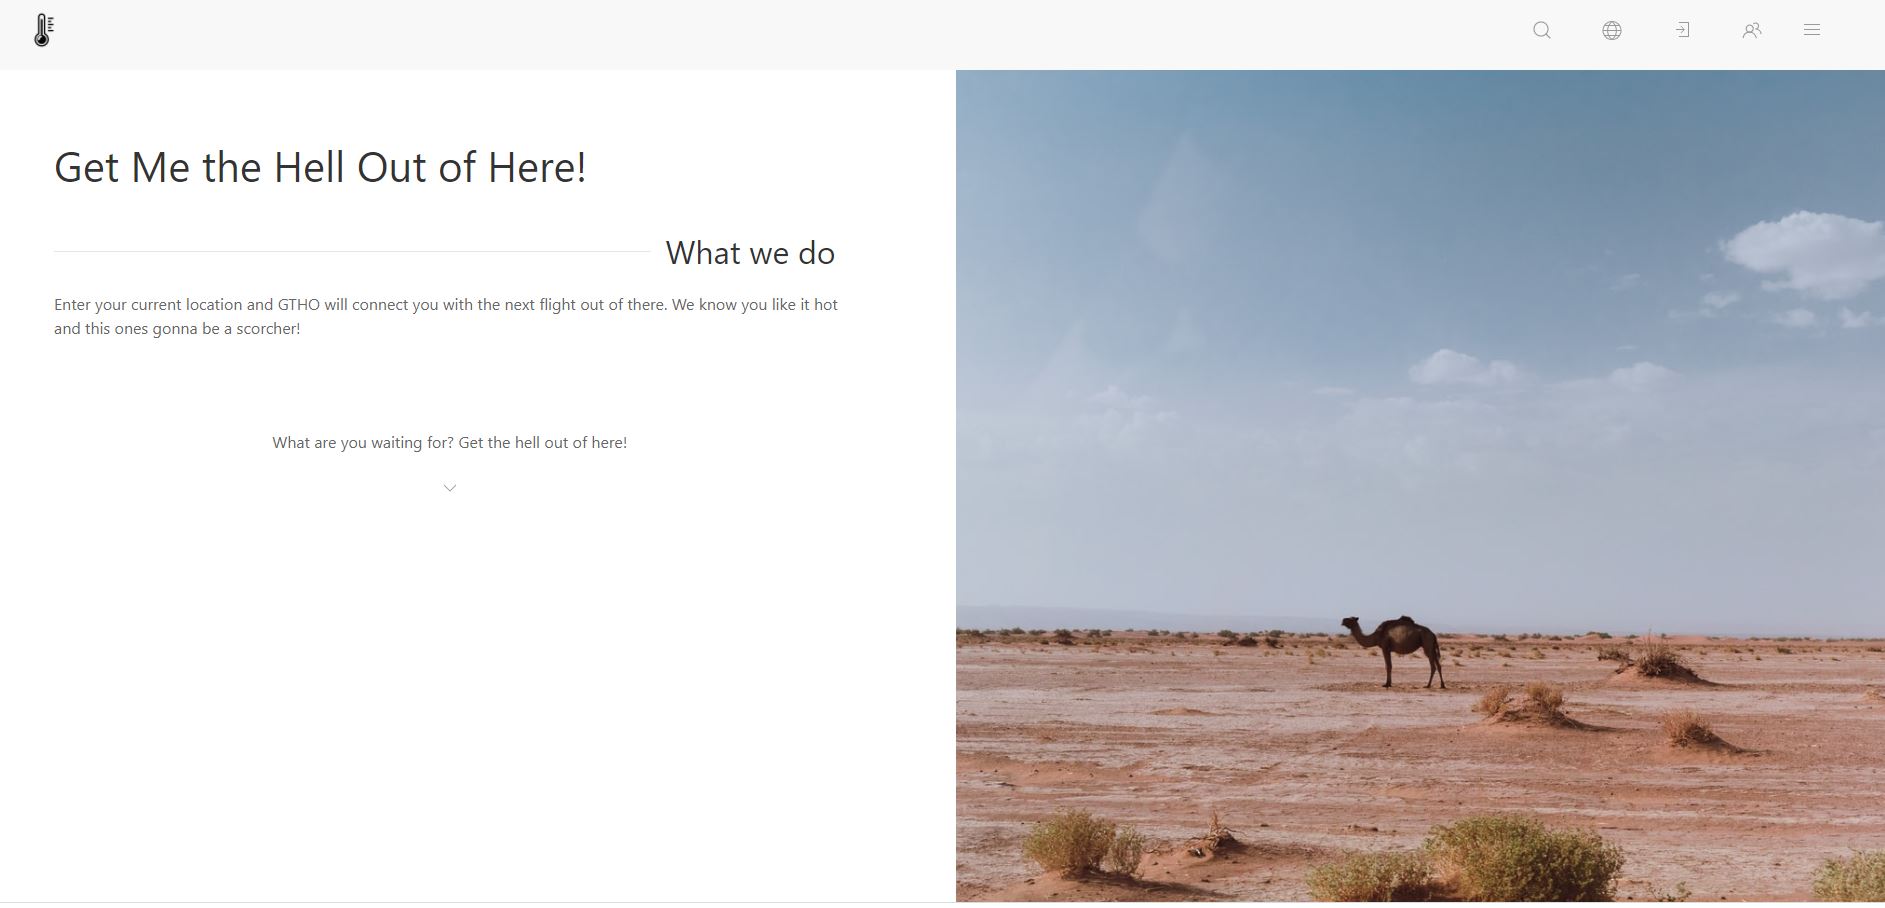 Get Me the Hell Out of Here!
What we do
Enter your current location and GTHO will connect you with the next flight out of there. We know you like it hot
and this ones gonna be a scorcher!
What are you waiting for? Get the hell out of here!